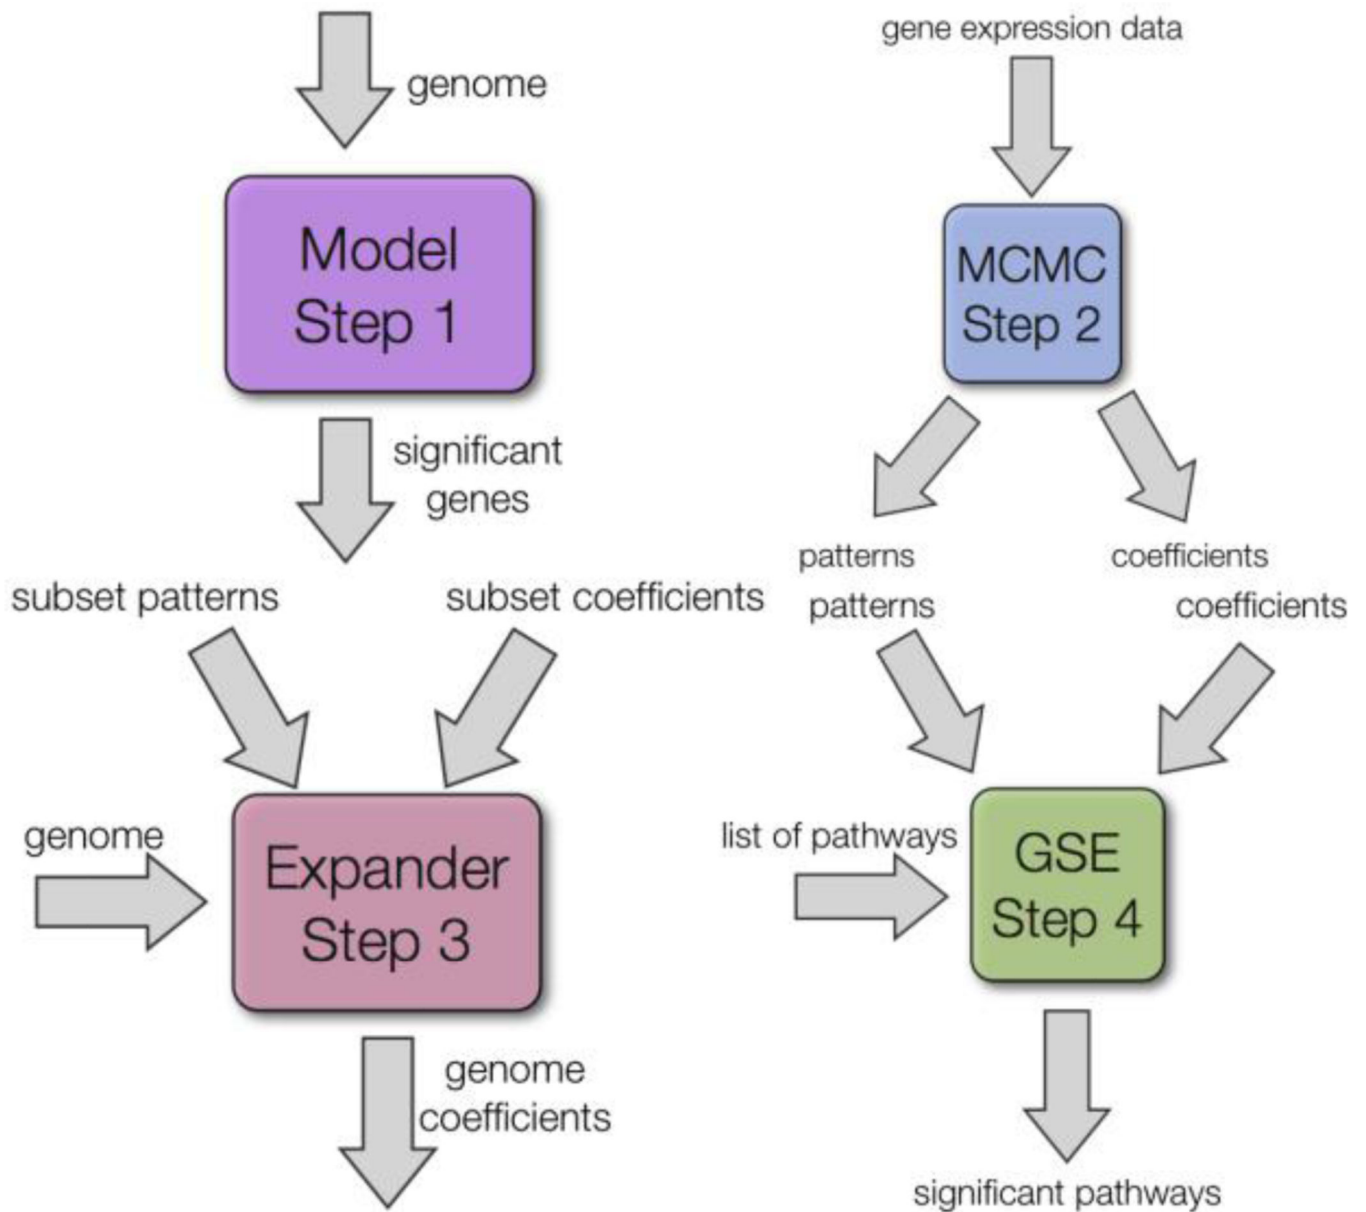 genome
Model
Step 1
significant
genes
subset patterns
subset coefficients
genome
Expander
Step 3
genome
coefficients
gene expression data
MCMC
Step 2
patterns
coefficients
patterns
coefficients
list of pathways
GSE
Step 4
significant pathways